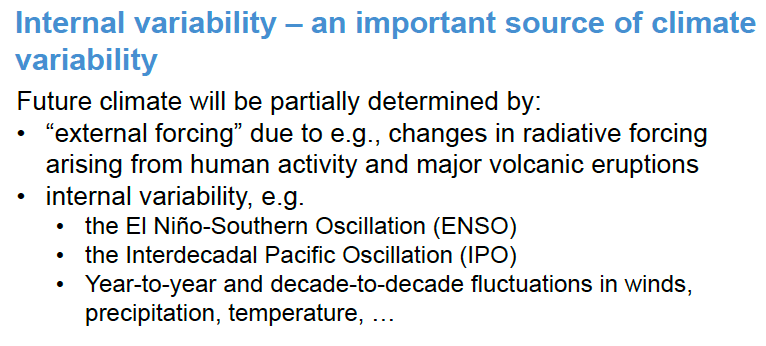 Internal variability – an important source of climate
variability
Future climate will be partially determined by:
• “external forcing” due to e.g., changes in radiative forcing
arising from human activity and major volcanic eruptions
• internal variability, e.g.
• the El Niño-Southern Oscillation (ENSO)
• the Interdecadal Pacific Oscillation (IPO)
• Year-to-year and decade-to-decade fluctuations in winds,
precipitation, temperature, …